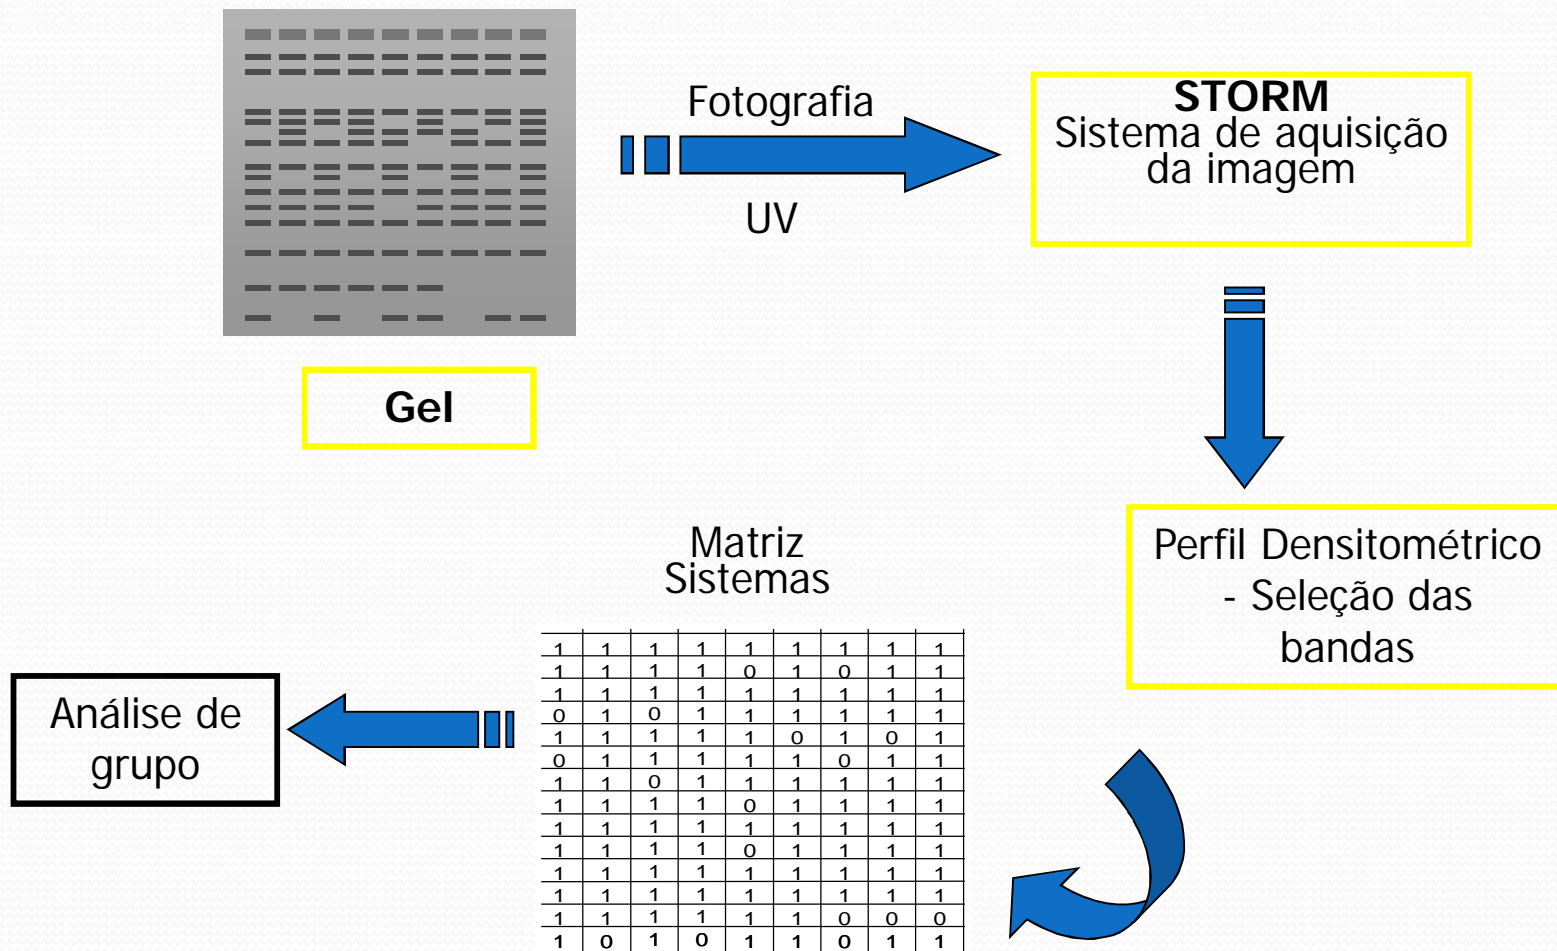 Fotografia
UV
STORM
Sistema de aquisição
da imagem
Gel
Perfil Densitométrico
- Seleção das
bandas
Matriz
Sistemas
1 1 1 1 1 1 1 1 1
1 1 1 1 0 1 0 1 1
1 1 1 1 1 1 1 1 1
0 1 0 1 1 1 1 1 1
1 1 1 1 1 0 1 0 1
0 1 1 1 1 1 0 1 1
1 1 0 1 1 1 1 1 1
1 1 1 1 0 1 1 1 1
1 1 1 1 1 1 1 1 1
1 1 1 1 0 1 1 1 1
1 1 1 1 1 1 1 1 1
1 1 1 1 1 1 1 1 1
1 1 1 1 1 1 0 0 0
1 0 1 0 1 1 0 1 1
Análise de
grupo